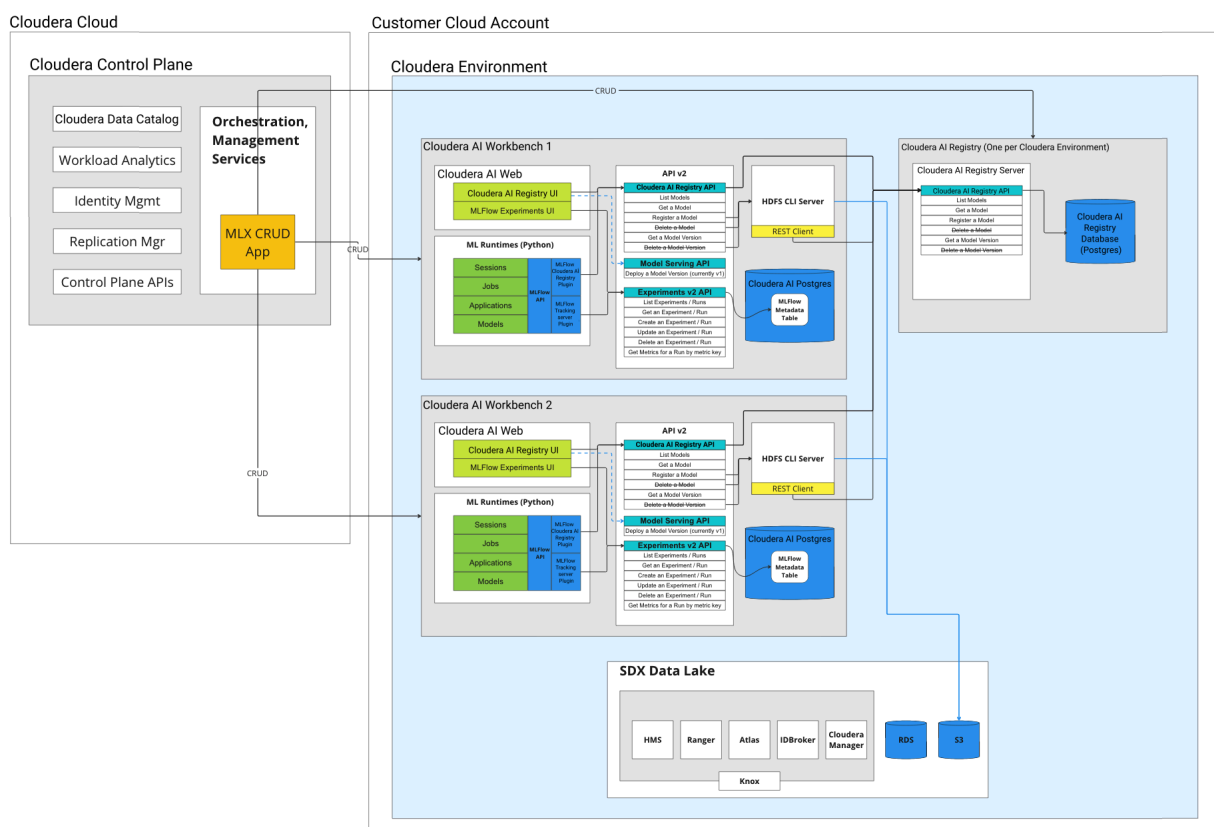 Cloudera Cloud
Cloudera Control Plane
Cloudera Data Catalog
Workload Analytics
Identity Mgmt
Replication Mgr
Control Plane APIs
Orchestration,
Management
Services
MLX CRUD
App
CRUD
CRUD
CRUD
Customer Cloud Account
Cloudera Environment
Cloudera AI Workbench 1
Cloudera AI Web
Cloudera AI Registry UI
MLFlow Experiments UI
ML Runtimes (Python)
Sessions
Jobs
Applications
Models
MLFlow
API
MLFlow
Cloudera AI
Registry
Plugin
MLFlow
Tracking
server
Plugin
API v2
Cloudera AI Registry API
List Models
Get a Model
Register a Model
Delete a Model
Get a Model Version
Delete a Model Version
Model Serving API
Deploy a Model Version (currently v1)
Experiments v2 API
List Experiments / Runs
Get an Experiment / Run
Create an Experiment / Run
Update an Experiment / Run
Delete an Experiment / Run
Get Metrics for a Run by metric key
HDFS CLI Server
REST Client
Cloudera AI Postgres
MLFlow
Metadata
Table
Cloudera AI Registry (One per Cloudera Environment)
Cloudera AI Registry Server
Cloudera AI Registry API
List Models
Get a Model
Register a Model
Delete a Model
Get a Model Version
Delete a Model Version
Cloudera AI
Registry
Database
(Postgres)
Cloudera AI Workbench 2
Cloudera AI Web
Cloudera AI Registry UI
MLFlow Experiments UI
ML Runtimes (Python)
Sessions
Jobs
Applications
Models
MLFlow
API
MLFlow
Cloudera AI
Registry
Plugin
MLFlow
Tracking
server
Plugin
API v2
Cloudera AI Registry API
List Models
Get a Model
Register a Model
Delete a Model
Get a Model Version
Delete a Model Version
Model Serving API
Deploy a Model Version (currently v1)
Experiments v2 API
List Experiments / Runs
Get an Experiment / Run
Create an Experiment / Run
Update an Experiment / Run
Delete an Experiment / Run
Get Metrics for a Run by metric key
HDFS CLI Server
REST Client
Cloudera AI Postgres
MLFlow
Metadata
Table
SDX Data Lake
HMS
Ranger
Atlas
IDBroker
Cloudera
Manager
Knox
RDS
S3